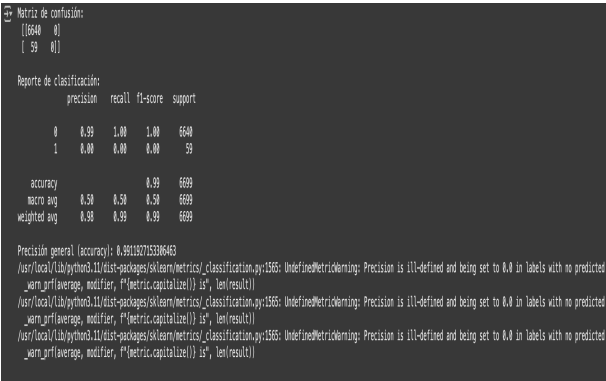 Matriz de confusión:
[[6640 0]
[ 59 0]]
Reporte de clasificación:
precision recall f1-score support
0 0.99 1.00 1.00 6640
1 0.00 0.00 0.00 59
accuracy 0.99 6699
macro avg 0.50 0.50 0.50 6699
weighted avg 0.98 0.99 0.99 6699
Precisión general (accuracy): 0.9911927153306463
/usr/local/lib/python3.11/dist-packages/sklearn/metrics/_classification.py:1565: UndefinedMetricWarning: Precision is ill-defined and being set to 0.0 in labels with no predicted
_warn_prf(average, modifier, f"{metric.capitalize()} is", len(result))
/usr/local/lib/python3.11/dist-packages/sklearn/metrics/_classification.py:1565: UndefinedMetricWarning: Precision is ill-defined and being set to 0.0 in labels with no predicted
_warn_prf(average, modifier, f"{metric.capitalize()} is", len(result))
/usr/local/lib/python3.11/dist-packages/sklearn/metrics/_classification.py:1565: UndefinedMetricWarning: Precision is ill-defined and being set to 0.0 in labels with no predicted
_warn_prf(average, modifier, f"{metric.capitalize()} is", len(result))